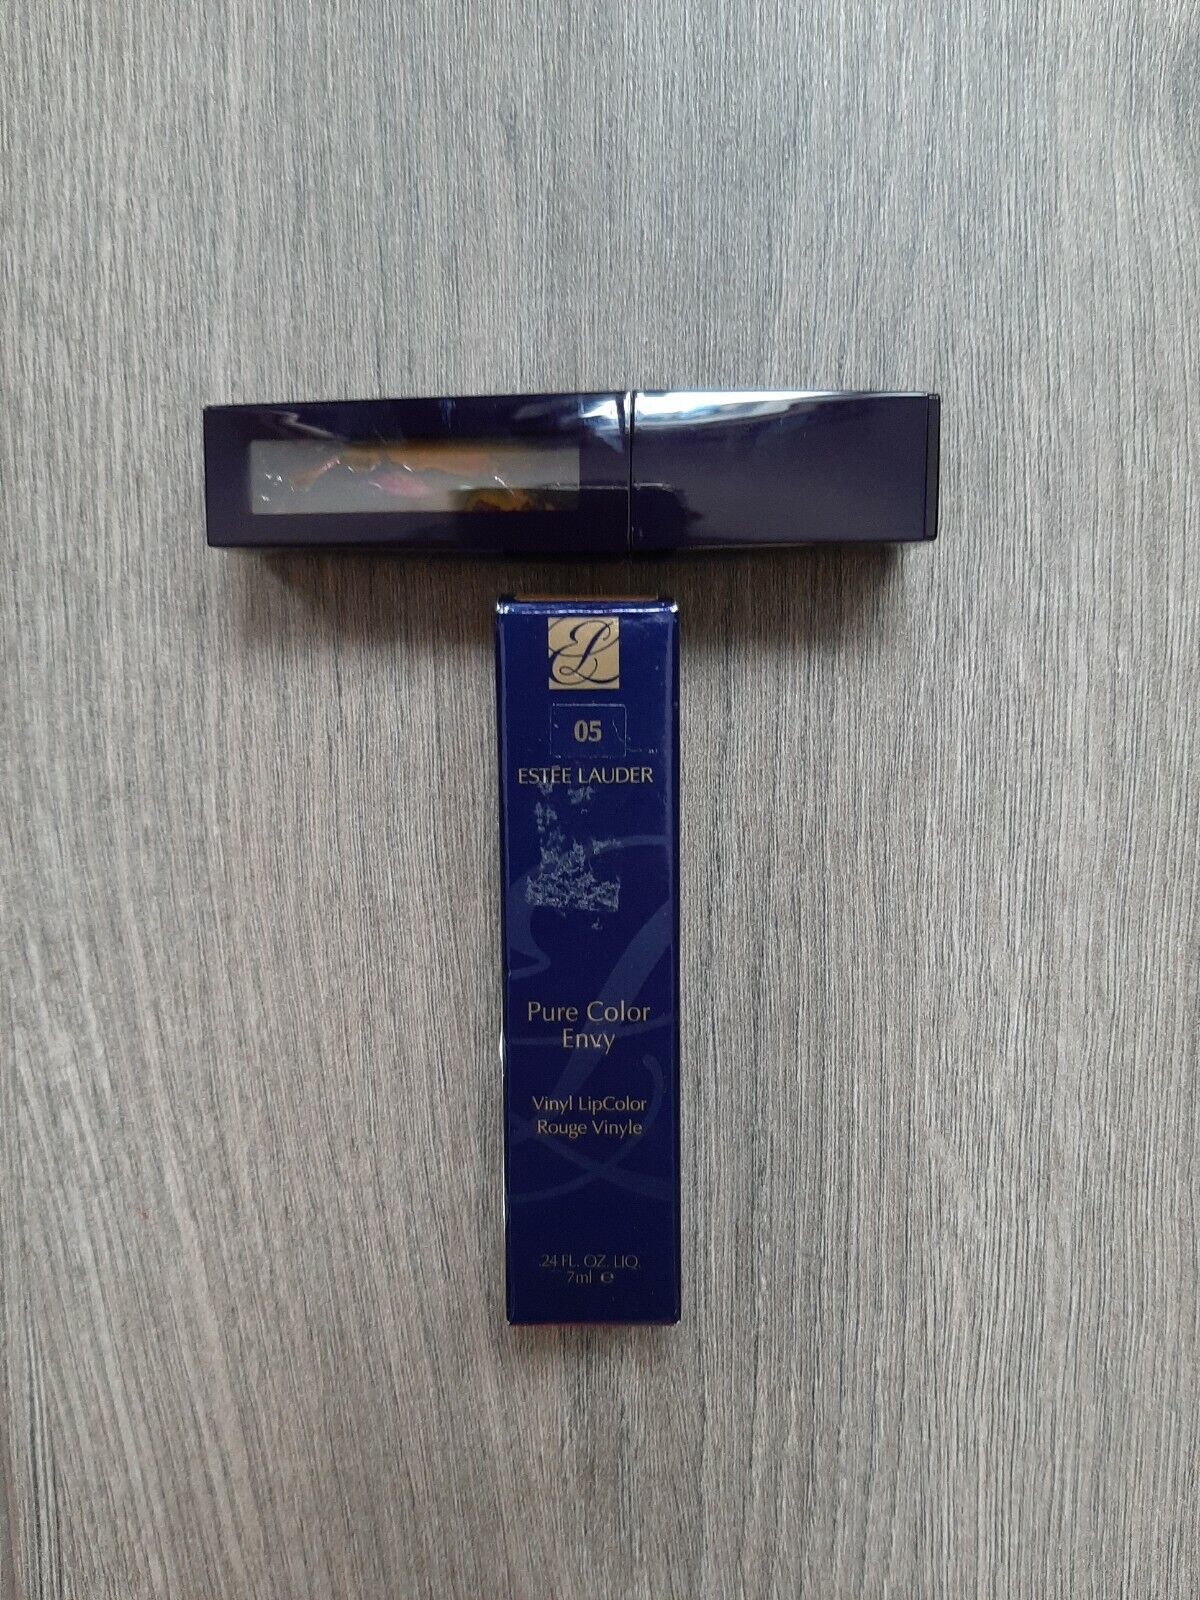 05
ESTĒE LAUDER
Pure Color
Envy
Vinyl LipColor
Rouge Vinyle
.24 FL. OZ. LIQ.
7ml ℮